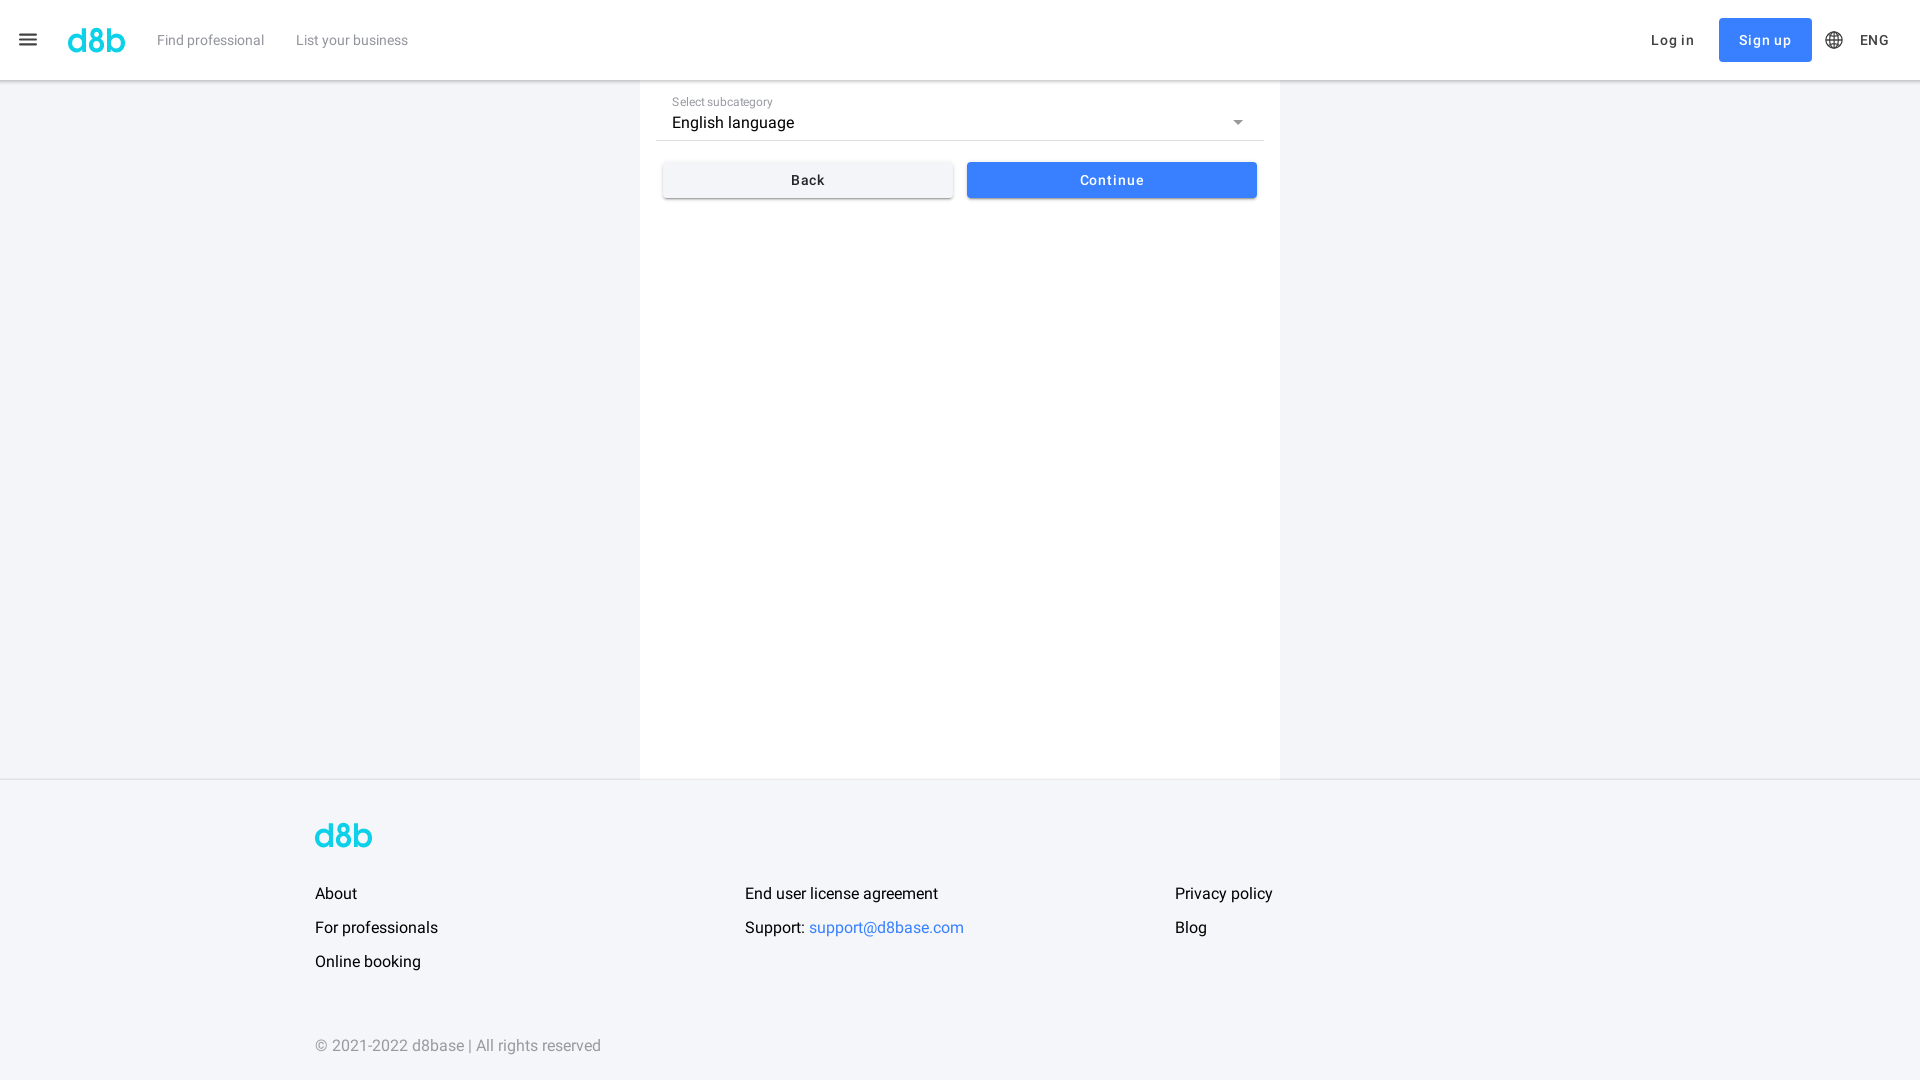 d8b
Find professional
List your business
Log in
Sign up
ENG
Select subcategory
English language
Back
Continue
d8b
About
End user license agreement
Privacy policy
For professionals
Support: support@d8base.com
Blog
Online booking
© 2021-2022 d8base | All rights reserved